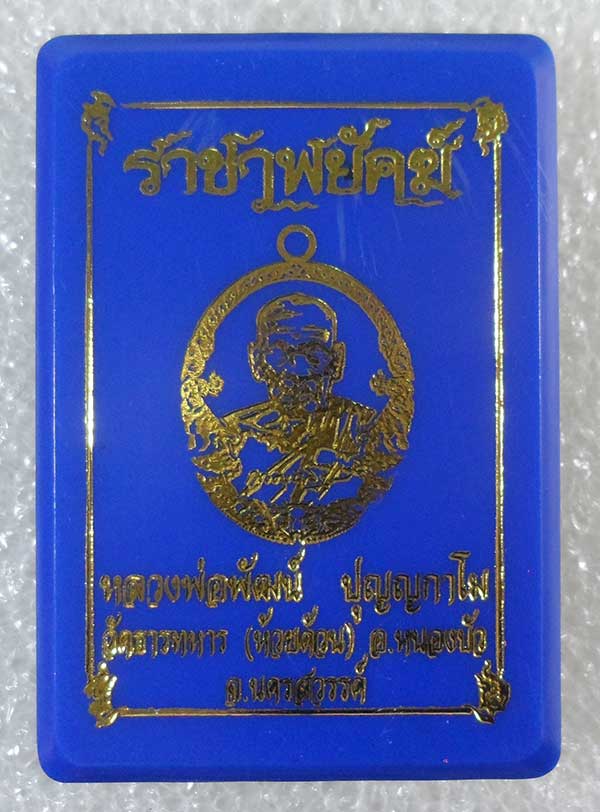 ราชาพยัคฆ์
หลวงพ่อพัฒน์ ปุญญกาโม
วัดธารทหาร (ห้วยด้วน) อ.หนองบัว
จ.นครสวรรค์